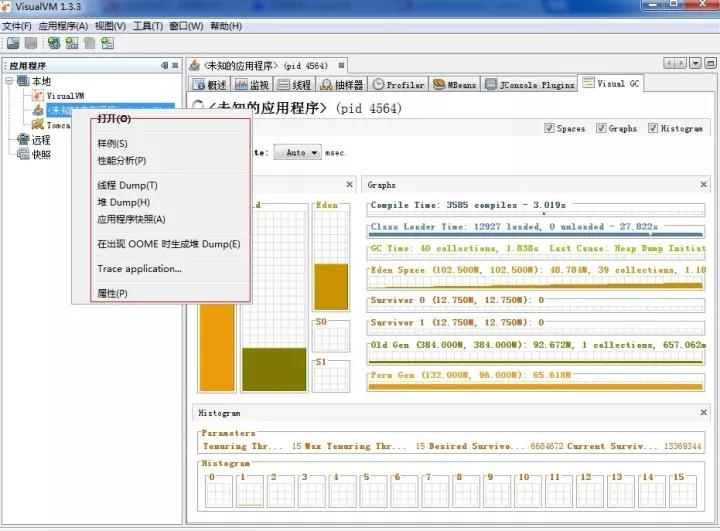 VisualVM 1.3.3
文件(F) 应用程序(A) 视图(V) 工具(T) 窗口(W) 帮助(H)
应用程序
本地
VisualVM
<未知的应用程序>
Tomca
远程
快照
打开(O)
样例(S)
性能分析(P)
线程 Dump(T)
堆 Dump(H)
应用程序快照(A)
在出现 OOME 时生成堆 Dump(E)
Trace application...
属性(P)
<未知的应用程序> (pid 4564)
概述 监视 线程 抽样器 Profiler MBeans JConsole Plugins Visual GC
<未知的应用程序> (pid 4564)
Spaces Graphs Histogram
te: Auto msec.
ld Eden
S0
S1
Graphs
Compile Time: 3585 compiles - 3.019s
Class Loader Time: 12927 loaded, 0 unloaded - 27.822s
GC Time: 40 collections, 1.838s Last Cause: Heap Dump Initiat
Eden Space (102.500M, 102.500M): 48.784M, 39 collections, 1.18
Survivor 0 (12.750M, 12.750M): 0
Survivor 1 (12.750M, 12.750M): 0
Old Gen (384.000M, 384.000M): 92.672M, 1 collections, 657.062m
Perm Gen (132.000M, 96.000M): 65.618M
Histogram
Parameters
Tenuring Thr... 15 Max Tenuring Thr... 15 Desired Survivo... 6684672 Current Surviv... 13369344
Histogram
0 1 2 3 4 5 6 7 8 9 10 11 12 13 14 15